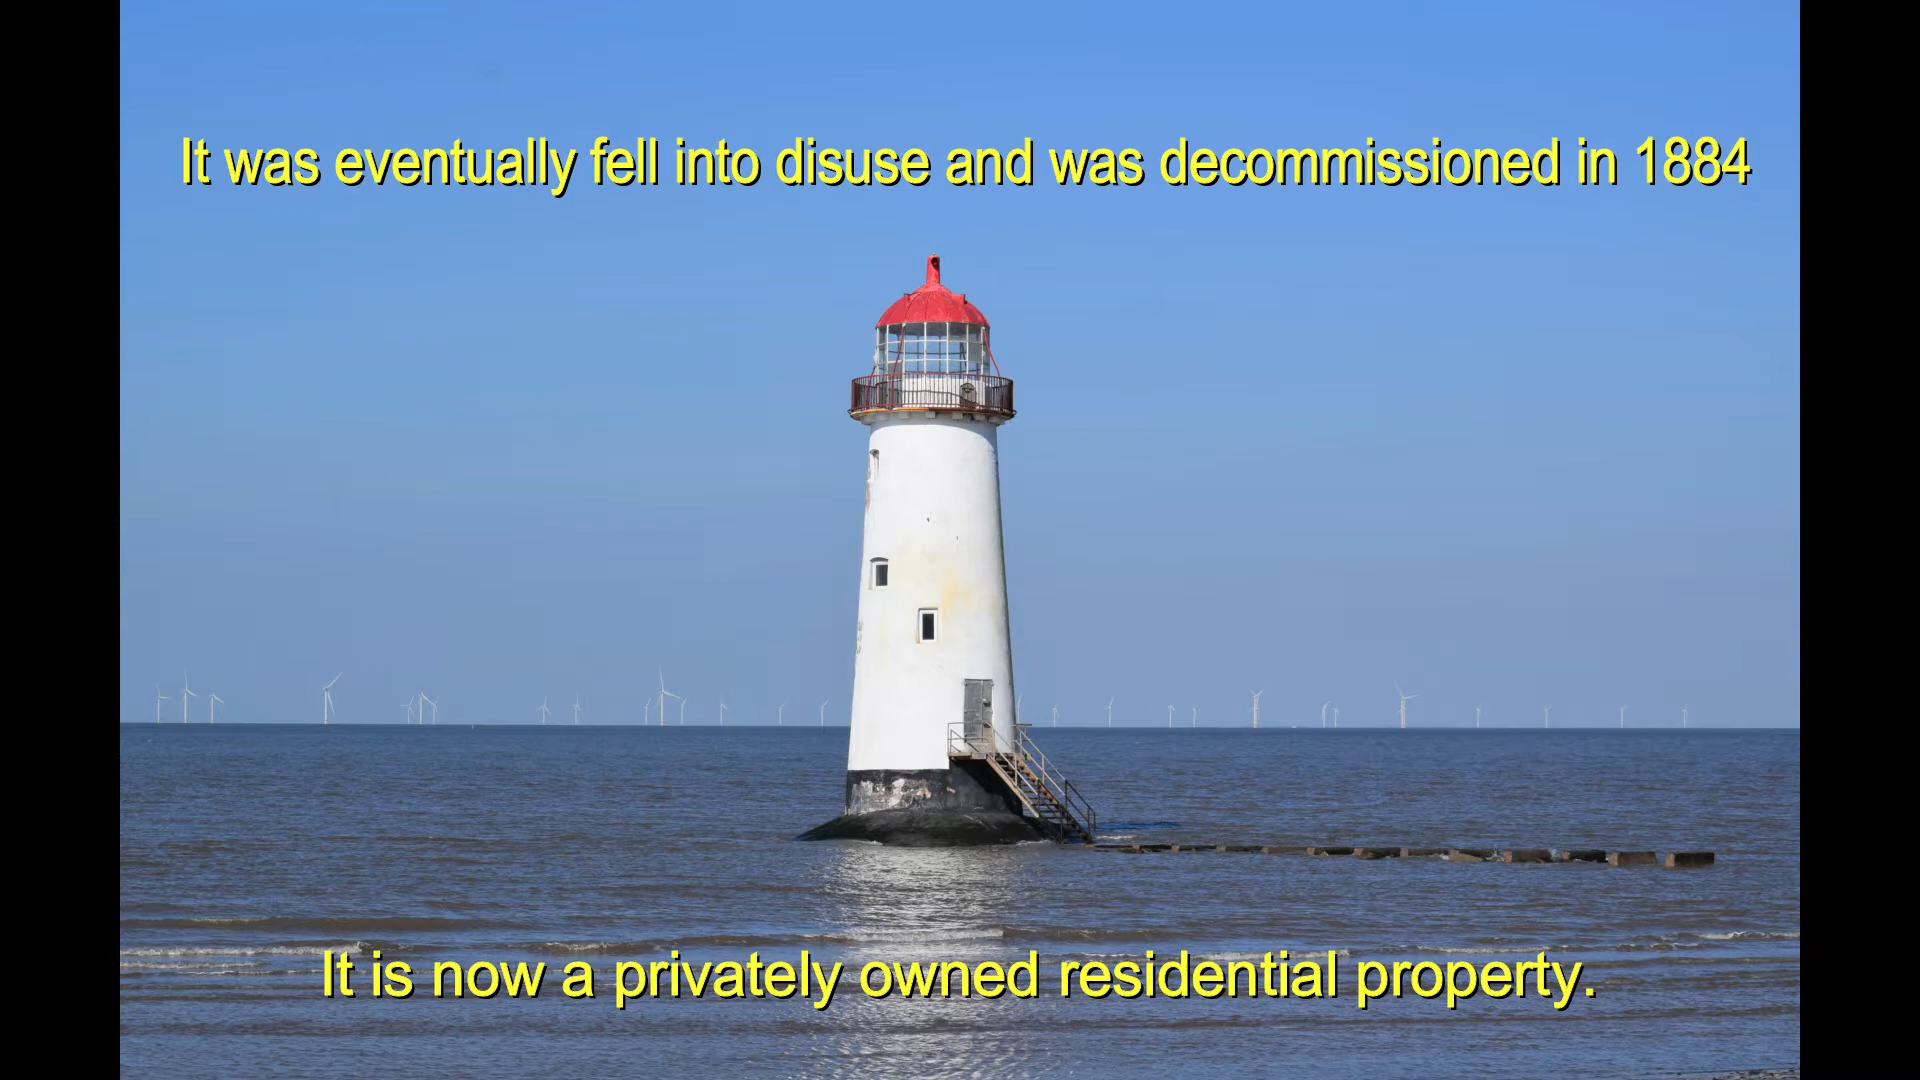 It was eventually fell into disuse and was decommissioned in 1884
It is now a privately owned residential property.